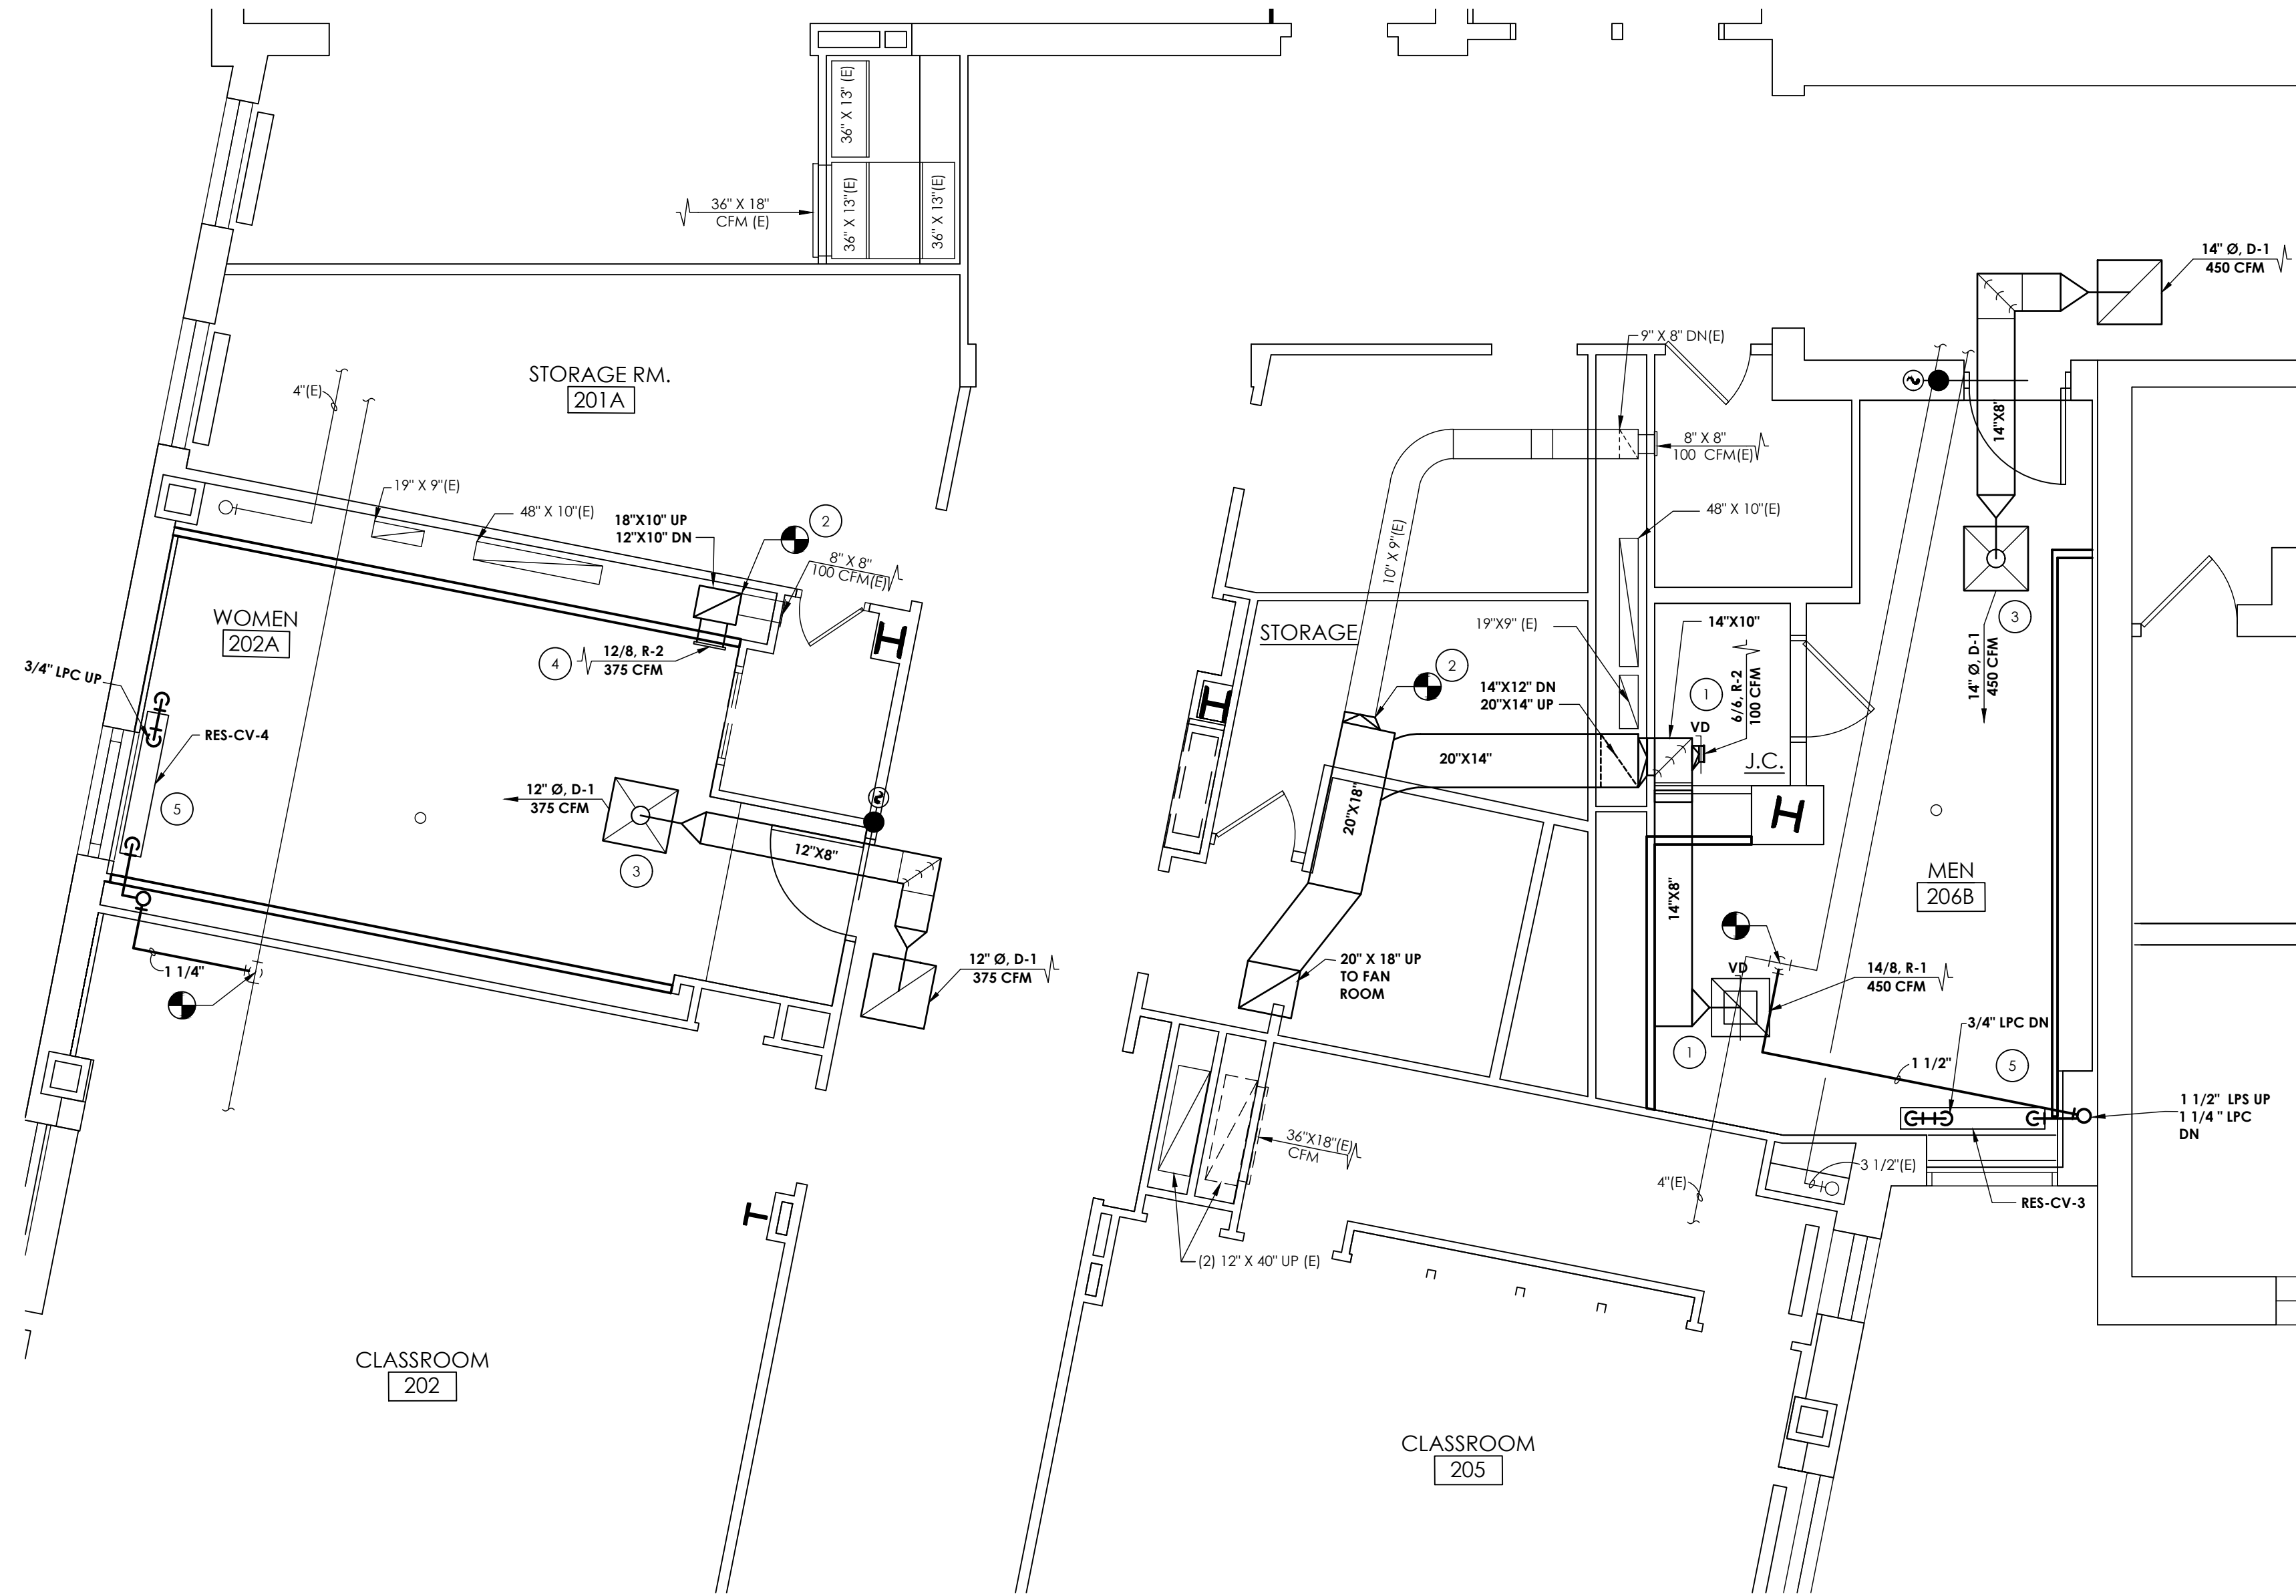 36" X 13" (E)
36" X 13"(E)
36" X 13"(E)
36" X 18"
CFM (E)
14" Ø, D-1
450 CFM
STORAGE RM.
201A
4"(E)
9" X 8" DN(E)
14"X8"
8" X 8"
100 CFM(E)
19" X 9"(E)
48" X 10"(E)
18"X10" UP
12"X10" DN
2
8" X 8"
100 CFM(E)
48" X 10"(E)
10" X 9"(E)
WOMEN
202A
4
12/8, R-2
375 CFM
STORAGE
19"X9" (E)
14"X10"
3
14" Ø, D-1
450 CFM
3/4" LPC UP
2
14"X12" DN
20"X14" UP
1
6/6, R-2
100 CFM
VD
J.C.
RES-CV-4
20"X14"
5
12" Ø, D-1
375 CFM
20"X18"
12"X8"
3
14"X8"
MEN
206B
1 1/4"
12" Ø, D-1
375 CFM
20" X 18" UP
TO FAN
ROOM
VD
14/8, R-1
450 CFM
3/4" LPC DN
1
1 1/2"
5
1 1/2" LPS UP
1 1/4 " LPC
DN
36"X18"(E)
CFM
4"(E)
3 1/2"(E)
RES-CV-3
(2) 12" X 40" UP (E)
CLASSROOM
202
CLASSROOM
205